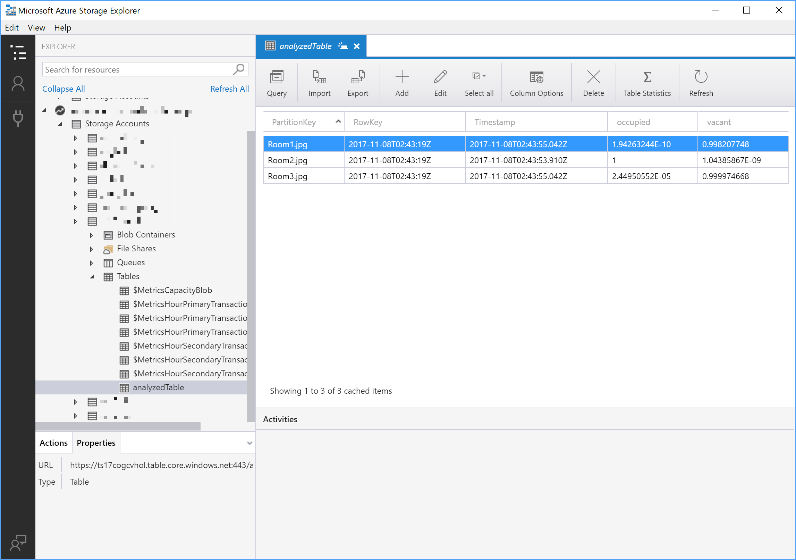 Microsoft Azure Storage Explorer
Edit View Help
EXPLORER
Search for resources
Collapse All Refresh All
Storage Accounts
Blob Containers
File Shares
Queues
Tables
$MetricsCapacityBlob
$MetricsHourPrimaryTransactio
$MetricsHourPrimaryTransactio
$MetricsHourPrimaryTransactio
$MetricsHourSecondaryTransac
$MetricsHourSecondaryTransac
$MetricsHourSecondaryTransac
analyzedTable
Actions Properties
URL https://ts17cogcvhol.table.core.windows.net:443/a
Type Table
analyzedTable
Query Import Export Add Edit Select all Column Options Delete Table Statistics Refresh
PartitionKey RowKey Timestamp occupied vacant
Room1.jpg 2017-11-08T02:43:19Z 2017-11-08T02:43:55.042Z 1.94263244E-10 0.998207748
Room2.jpg 2017-11-08T02:43:19Z 2017-11-08T02:43:53.910Z 1 1.04385867E-09
Room3.jpg 2017-11-08T02:43:19Z 2017-11-08T02:43:55.042Z 2.44950552E-05 0.999974668
Showing 1 to 3 of 3 cached items
Activities